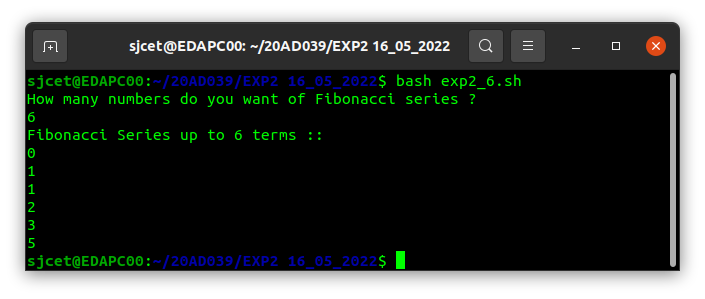 sjcet@EDAPC00: ~/20AD039/EXP2 16_05_2022
sjcet@EDAPC00:~/20AD039/EXP2 16_05_2022$ bash exp2_6.sh
How many numbers do you want of Fibonacci series ?
6
Fibonacci Series up to 6 terms ::
0
1
1
2
3
5
sjcet@EDAPC00:~/20AD039/EXP2 16_05_2022$